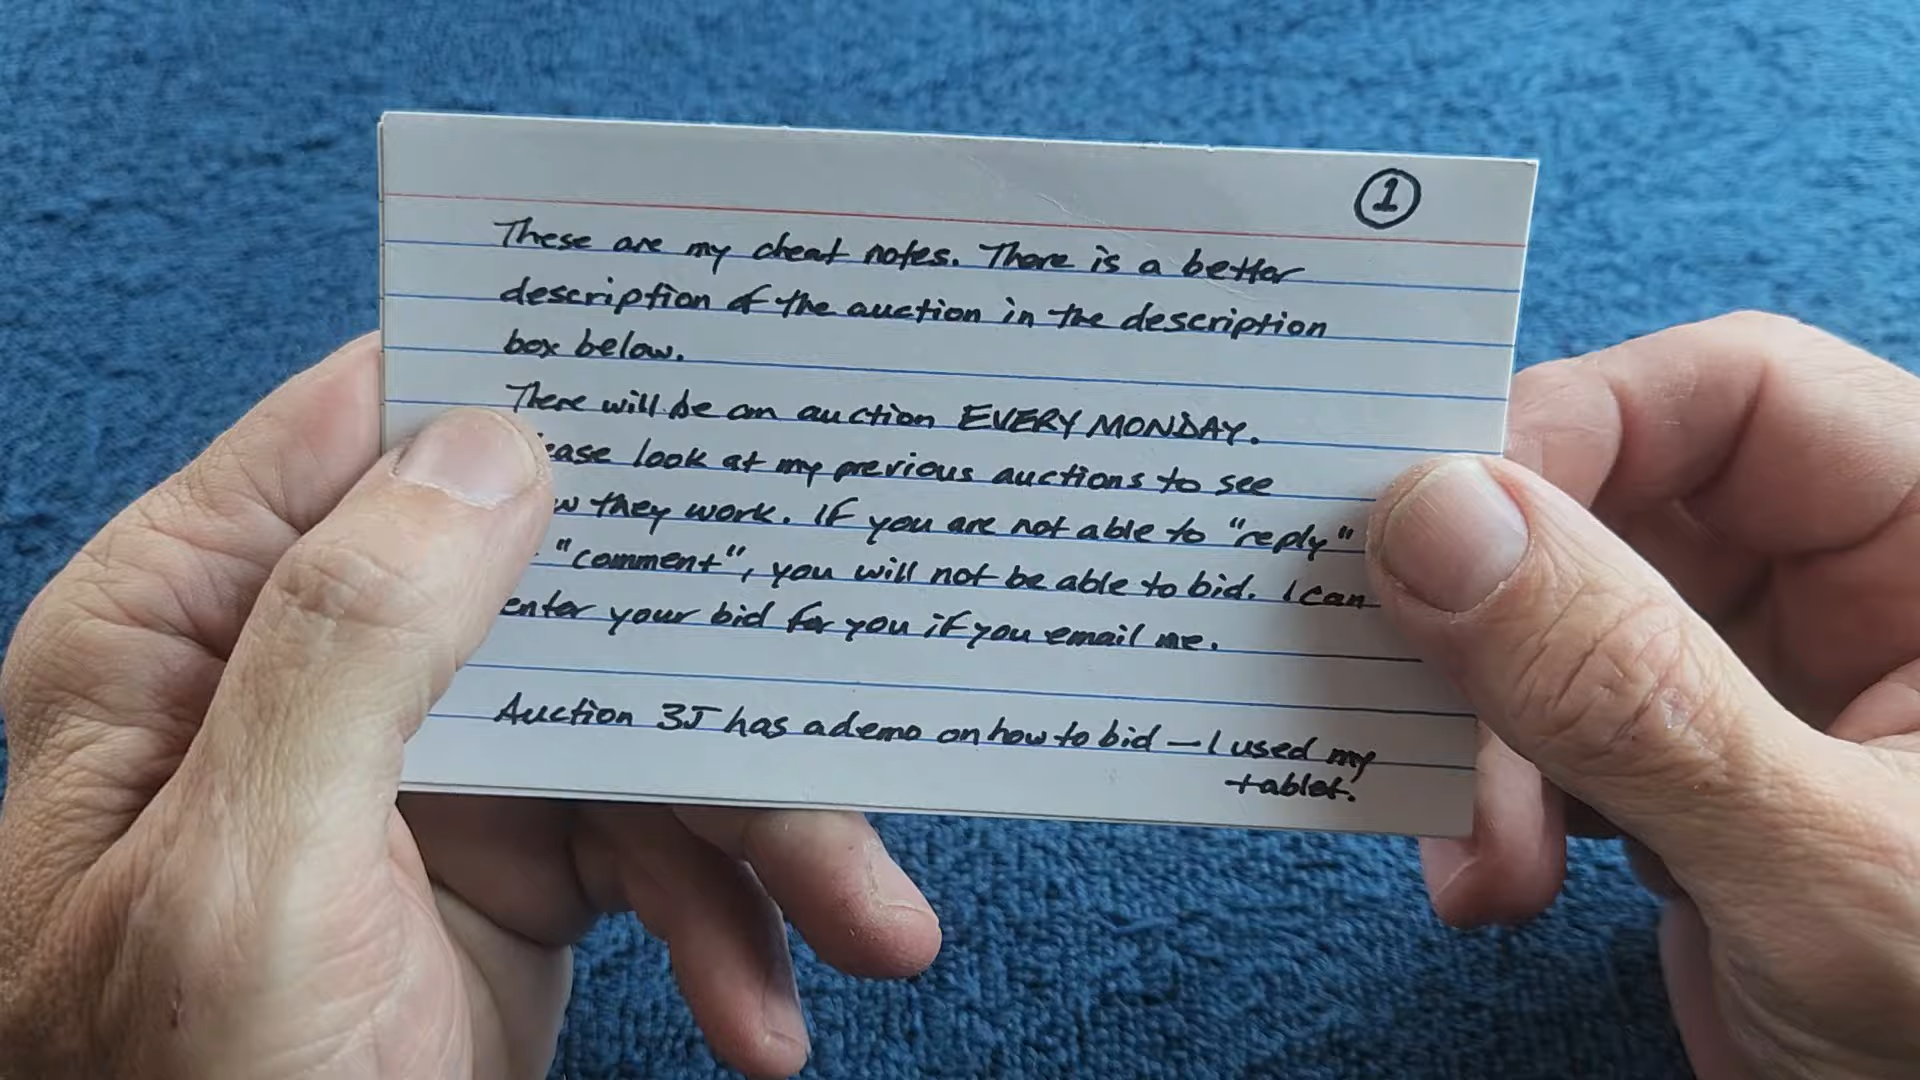 1
These are my cheat notes. There is a better
description of the auction in the description
box below.
There will be an auction EVERY MONDAY.
ease look at my previous auctions to see
w they work. If you are not able to "reply"
"comment", you will not be able to bid. I can
enter your bid for you if you email me.
Auction 3J has a demo on how to bid — I used my
tablet.